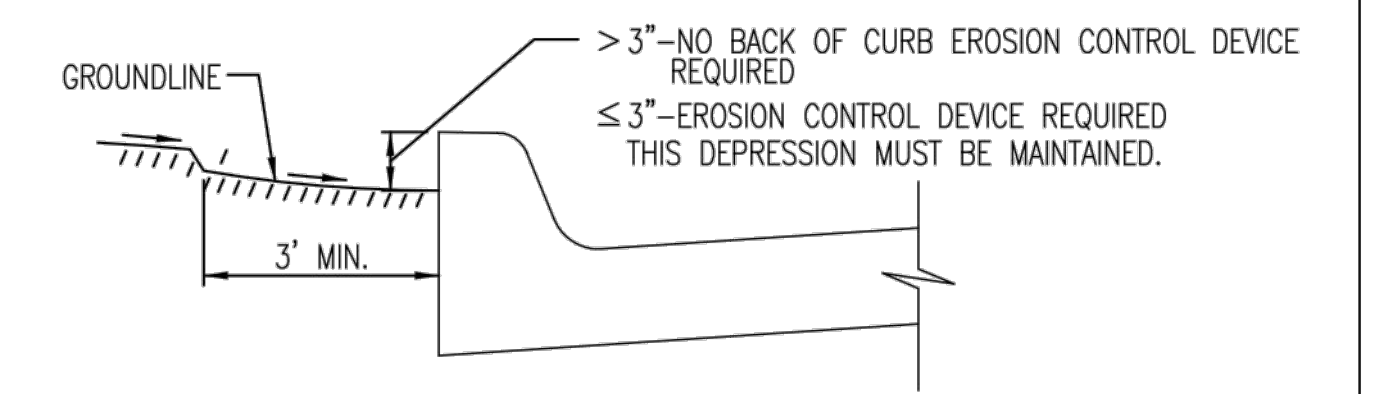 > 3”-NO BACK OF CURB EROSION CONTROL DEVICE
REQUIRED
GROUNDLINE
≤ 3”-EROSION CONTROL DEVICE REQUIRED
THIS DEPRESSION MUST BE MAINTAINED.
3' MIN.